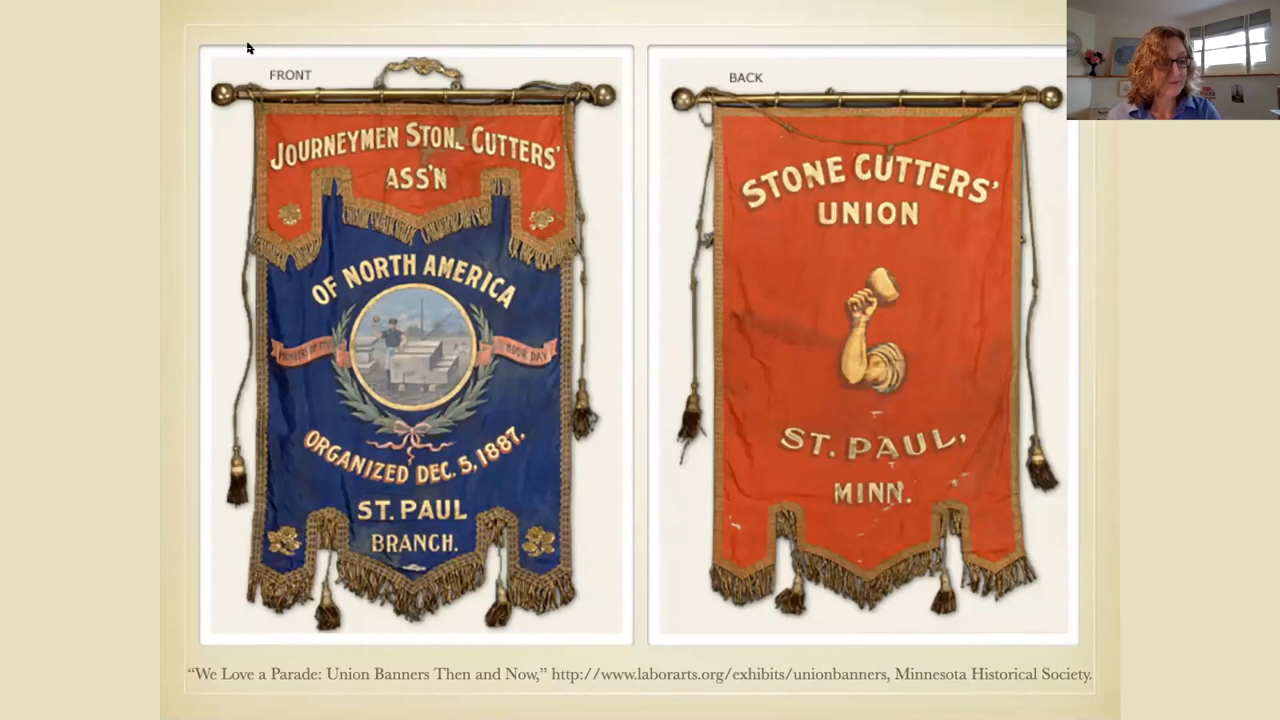 FRONT
JOURNEYMEN STONE CUTTERS'
ASS'N
OF NORTH AMERICA
HOUR DAY
ORGANIZED DEC. 5, 1887.
ST. PAUL
BRANCH.
BACK
STONE CUTTERS'
UNION
ST. PAUL,
MINN.
“We Love a Parade: Union Banners Then and Now,” http://www.laborarts.org/exhibits/unionbanners, Minnesota Historical Society.